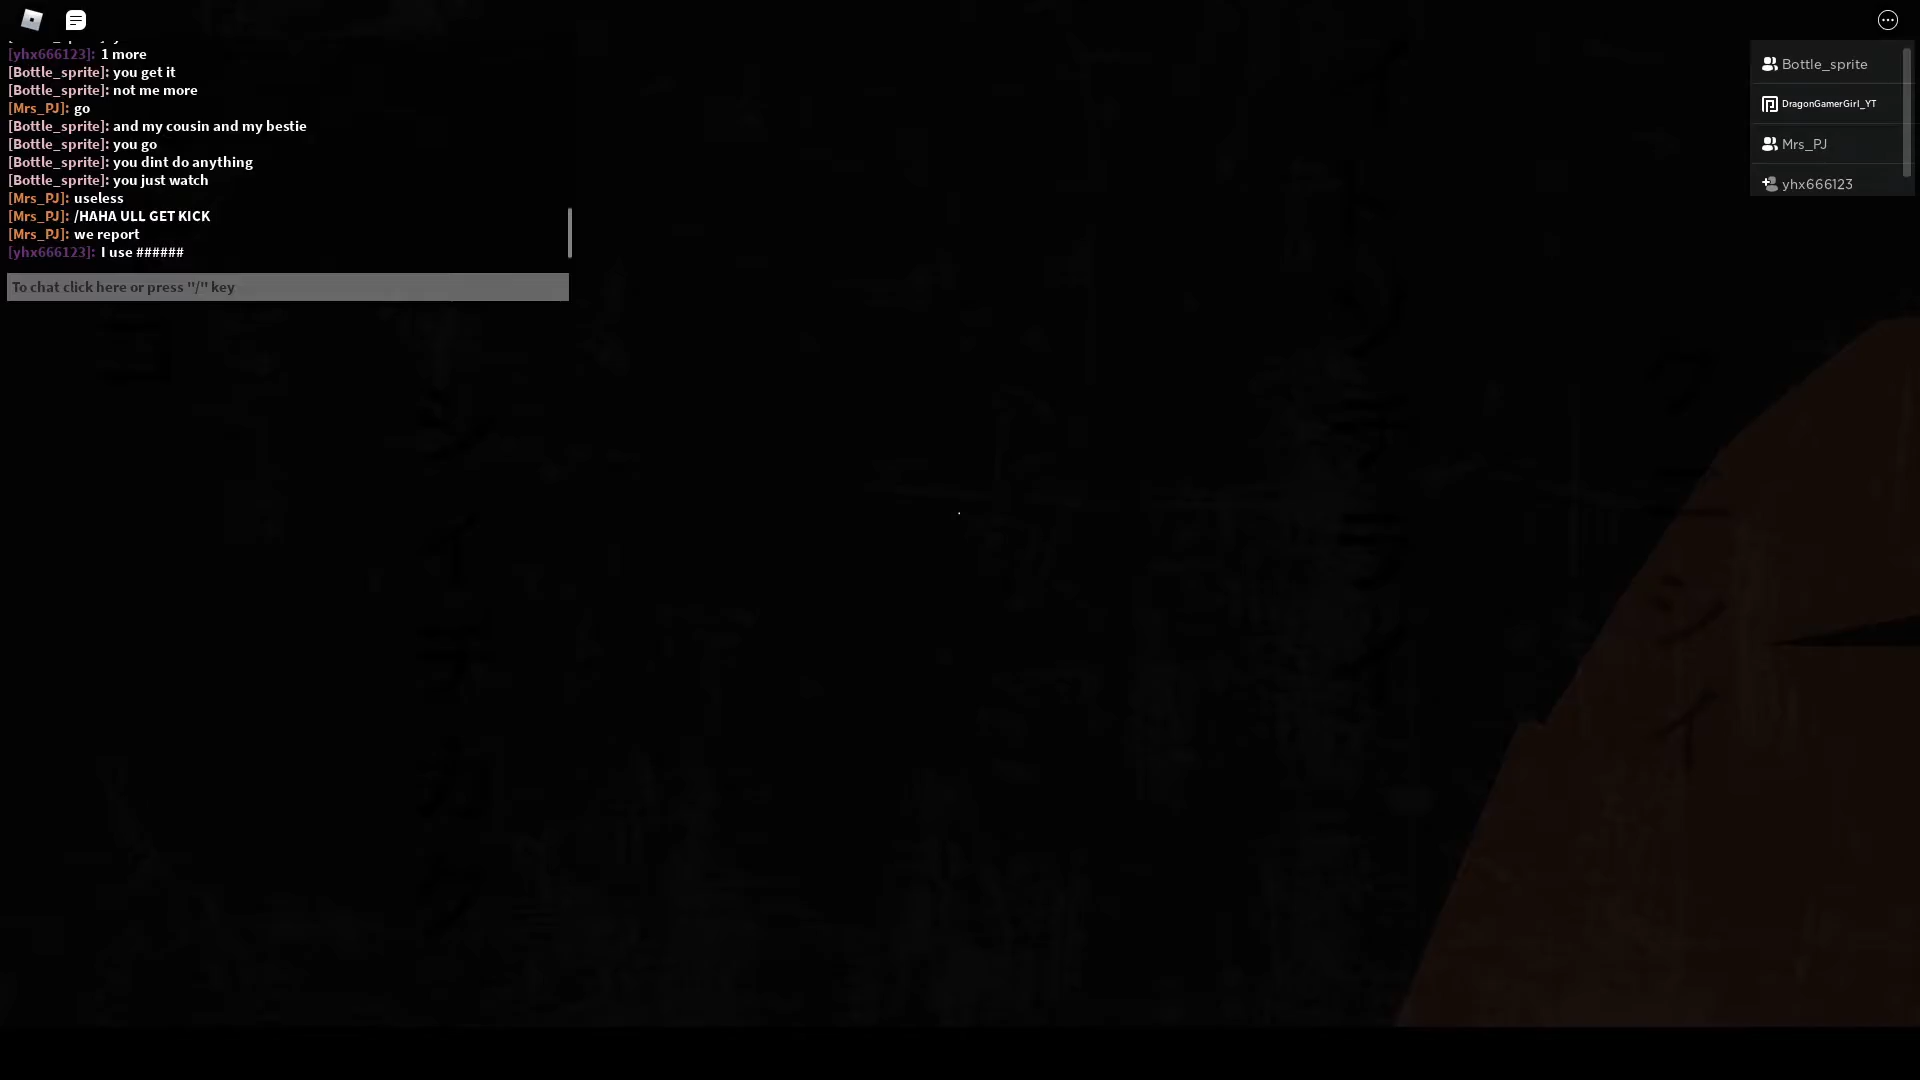 [yhx666123]: 1 more
[Bottle_sprite]: you get it
[Bottle_sprite]: not me more
[Mrs_PJ]: go
[Bottle_sprite]: and my cousin and my bestie
[Bottle_sprite]: you go
[Bottle_sprite]: you dint do anything
[Bottle_sprite]: you just watch
[Mrs_PJ]: useless
[Mrs_PJ]: /HAHA ULL GET KICK
[Mrs_PJ]: we report
[yhx666123]: I use ######
To chat click here or press "/" key
Bottle_sprite
DragonGamerGirl_YT
Mrs_PJ
yhx666123